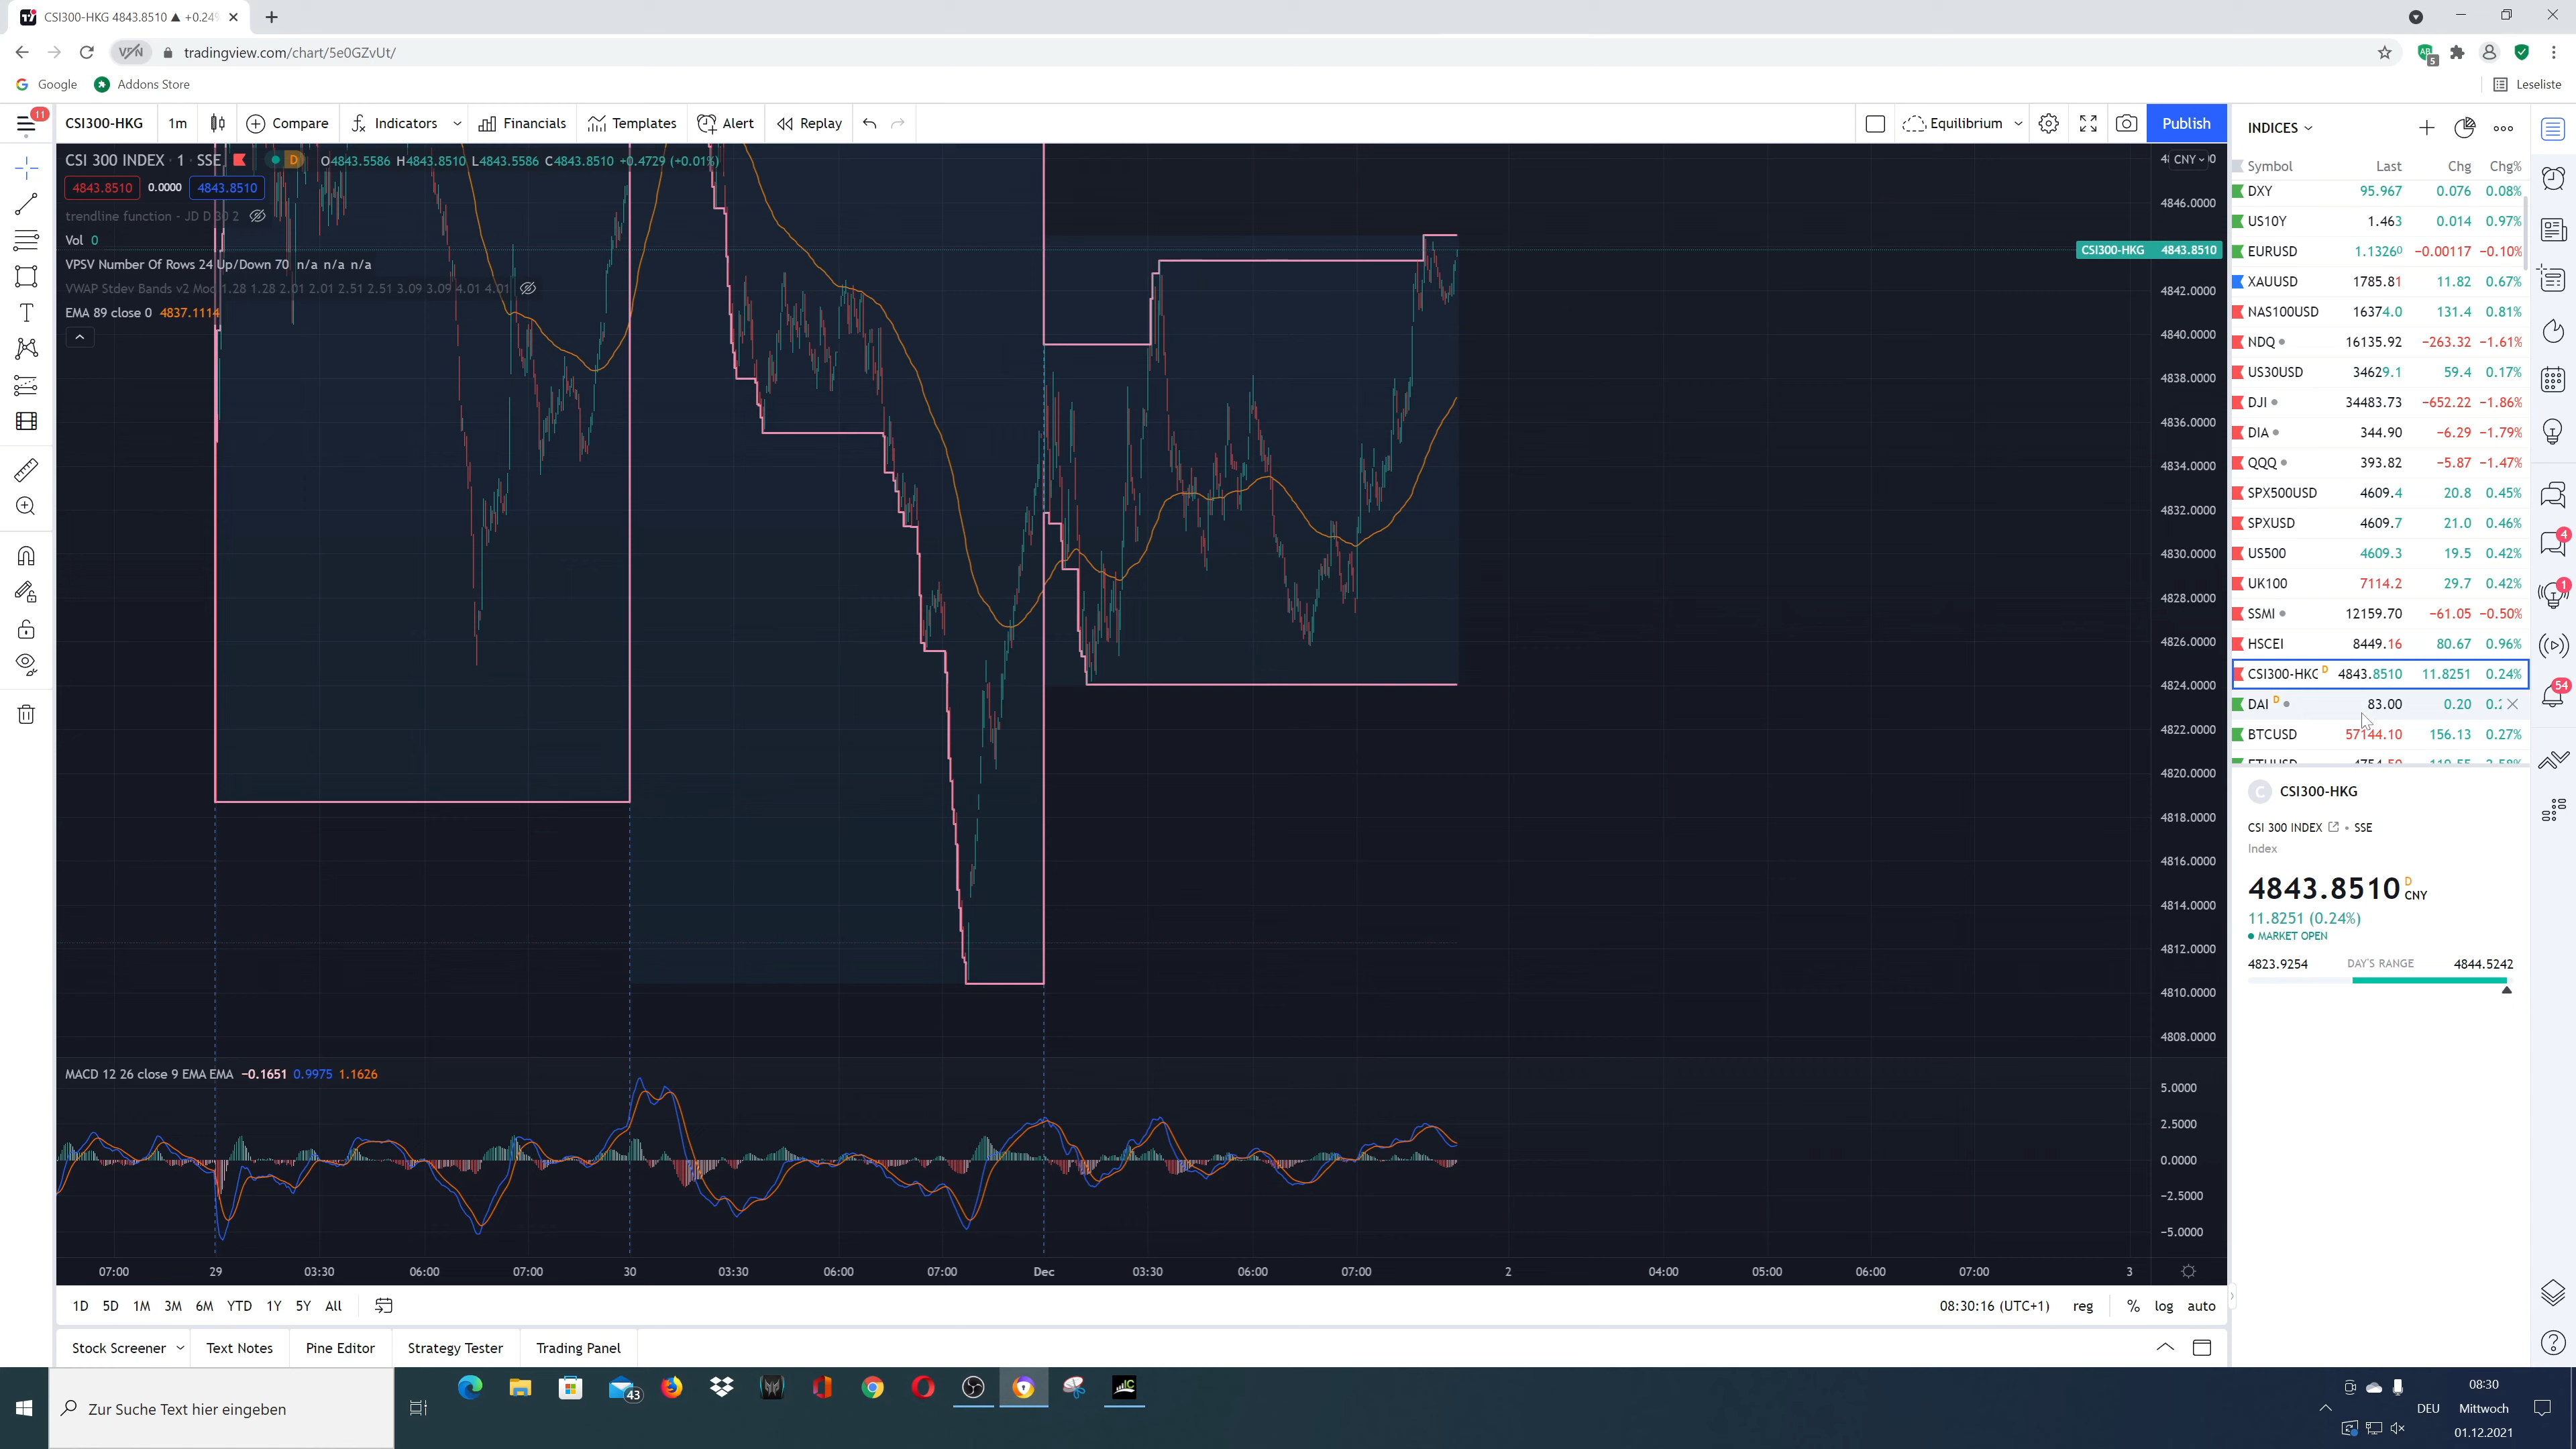 CSI300-HKG 4843.8510 ▲ +0.24%
tradingview.com/chart/5e0GZvUt/
VPN
5
Google
Addons Store
Leseliste
11
CSI300-HKG
1m
Compare
Indicators
Financials
Templates
Alert
Replay
Equilibrium
Publish
CSI 300 INDEX · 1 · SSE
D
O4843.5586 H4843.8510 L4843.5586 C4843.8510 +0.4729 (+0.01%)
4843.8510 0.0000 4843.8510
trendline function - JD D 30 2
Vol 0
VPSV Number Of Rows 24 Up/Down 70 n/a n/a n/a
VWAP Stdev Bands v2 Mod 1.28 1.28 2.01 2.01 2.51 2.51 3.09 3.09 4.01 4.01
EMA 89 close 0 4837.1114
CNY
4846.0000
CSI300-HKG 4843.8510
4842.0000
4840.0000
4838.0000
4836.0000
4834.0000
4832.0000
4830.0000
4828.0000
4826.0000
4824.0000
4822.0000
4820.0000
4818.0000
4816.0000
4814.0000
4812.0000
4810.0000
4808.0000
MACD 12 26 close 9 EMA EMA -0.1651 0.9975 1.1626
5.0000
2.5000
0.0000
-2.5000
-5.0000
07:00 29 03:30 06:00 07:00 30 03:30 06:00 07:00 Dec 03:30 06:00 07:00 2 04:00 05:00 06:00 07:00 3
1D 5D 1M 3M 6M YTD 1Y 5Y All
08:30:16 (UTC+1) reg % log auto
Stock Screener
Text Notes
Pine Editor
Strategy Tester
Trading Panel
INDICES
Symbol Last Chg Chg%
DXY 95.967 0.076 0.08%
US10Y 1.463 0.014 0.97%
EURUSD 1.13260 -0.00117 -0.10%
XAUUSD 1785.81 11.82 0.67%
NAS100USD 16374.0 131.4 0.81%
NDQ 16135.92 -263.32 -1.61%
US30USD 34629.1 59.4 0.17%
DJI 34483.73 -652.22 -1.86%
DIA 344.90 -6.29 -1.79%
QQQ 393.82 -5.87 -1.47%
SPX500USD 4609.4 20.8 0.45%
SPXUSD 4609.7 21.0 0.46%
US500 4609.3 19.5 0.42%
UK100 7114.2 29.7 0.42%
SSMI 12159.70 -61.05 -0.50%
HSCEI 8449.16 80.67 0.96%
CSI300-HKG D 4843.8510 11.8251 0.24%
DAI D 83.00 0.20
BTCUSD 57144.10 156.13 0.27%
C CSI300-HKG
CSI 300 INDEX • SSE
Index
4843.8510 D CNY
11.8251 (0.24%)
MARKET OPEN
4823.9254 DAY'S RANGE 4844.5242
4
1
54
Zur Suche Text hier eingeben
43
IC
DEU
08:30
Mittwoch
01.12.2021